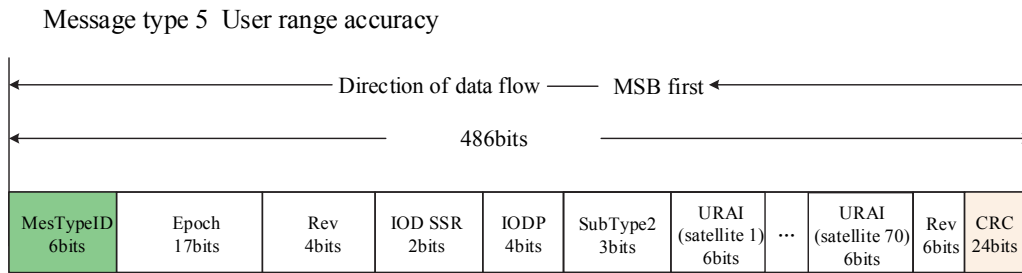 Message type 5 User range accuracy
Direction of data flow
MSB first
486bits
MesTypeID
6bits
Epoch
17bits
Rev
4bits
IOD SSR
2bits
IODP
4bits
SubType2
3bits
URAI
(satellite 1)
6bits
...
URAI
(satellite 70)
6bits
Rev
6bits
CRC
24bits